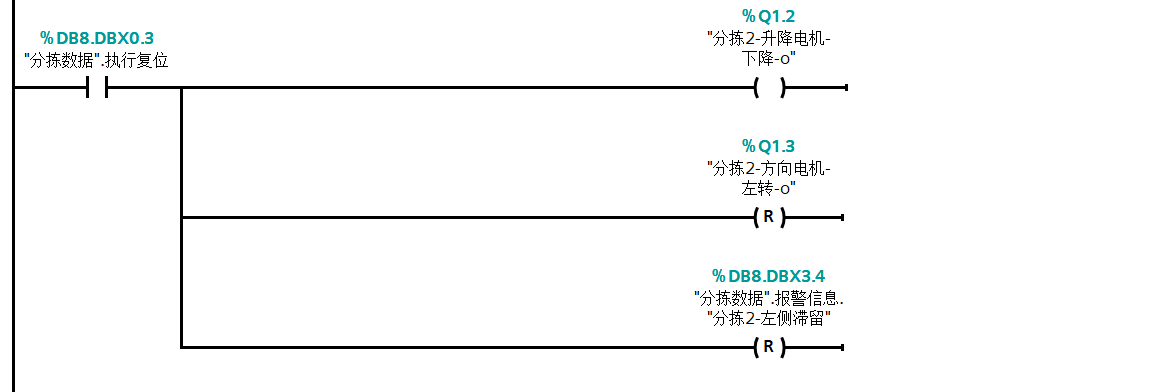 %DB8.DBX0.3
"分拣数据".执行复位
%Q1.2
"分拣2-升降电机-
下降-o"
( )
%Q1.3
"分拣2-方向电机-
左转-o"
( R )
%DB8.DBX3.4
"分拣数据".报警信息.
"分拣2-左侧滞留"
( R )